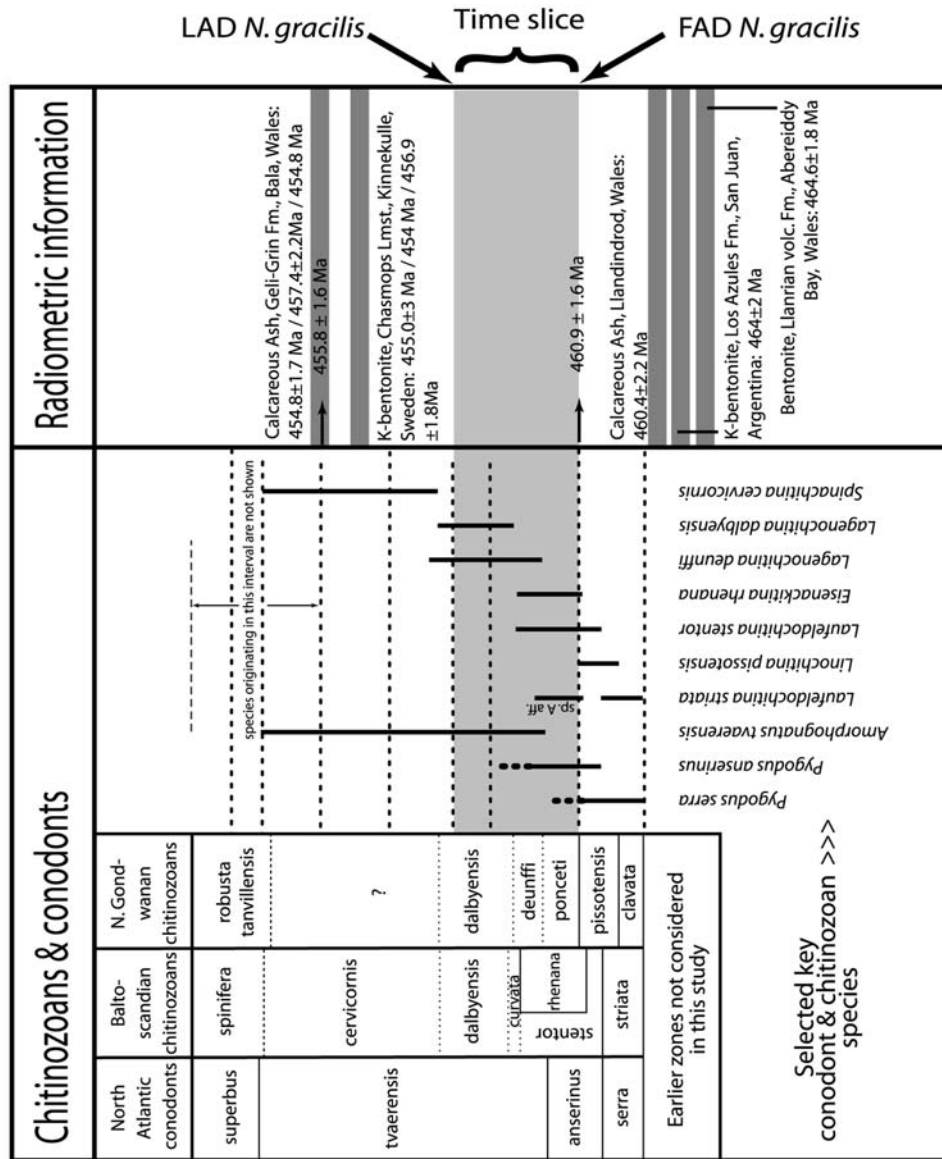 LAD N. gracilis
Time slice
FAD N. gracilis
Radiometric information
Calcareous Ash, Geli-Grin Fm., Bala, Wales:
454.8±1.7 Ma / 457.4±2.2Ma / 454.8 Ma
455.8 ± 1.6 Ma
K-bentonite, Chasmops Lmst., Kinnekulle,
Sweden: 455.0±3 Ma / 454 Ma / 456.9
±1.8Ma
460.9 ± 1.6 Ma
Calcareous Ash, Llandindrod, Wales:
460.4±2.2 Ma
K-bentonite, Los Azules Fm., San Juan,
Argentina: 464±2 Ma
Bentonite, Llanrian volc. Fm., Abereiddy
Bay, Wales: 464.6±1.8 Ma
Chitinozoans & conodonts
species originating in this interval are not shown
sp. A aff.
Spinachitina cervicornis
Lagenochitina dalbyensis
Lagenochitina deunffi
Eisenackitina rhenana
Laufeldochitina stentor
Linochitina pissotensis
Laufeldochitina striata
Amorphognatus tvaerensis
Pygodus anserinus
Pygodus serra
N. Gond-
wanan
chitinozoans
robusta
tanvillensis
?
dalbyensis
deunffi
ponceti
pissotensis
clavata
Balto-
scandian
chitinozoans
spinifera
cervicornis
dalbyensis
curvata
rhenana
stentor
striata
North
Atlantic
conodonts
superbus
tvaerensis
anserinus
serra
Earlier zones not considered
in this study
Selected key
conodont & chitinozoan >>>
species